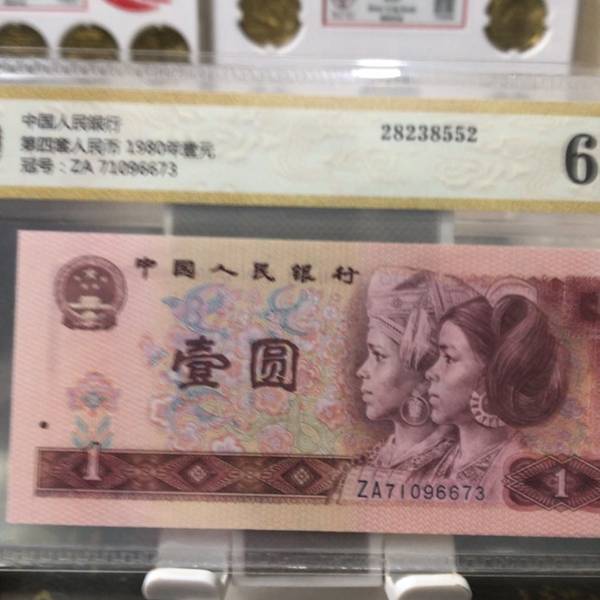 中国人民银行
28238552
第四套人民币 1980年壹元
6
冠号：ZA 71096673
中国人民银行
壹圆
1
ZA71096673
1